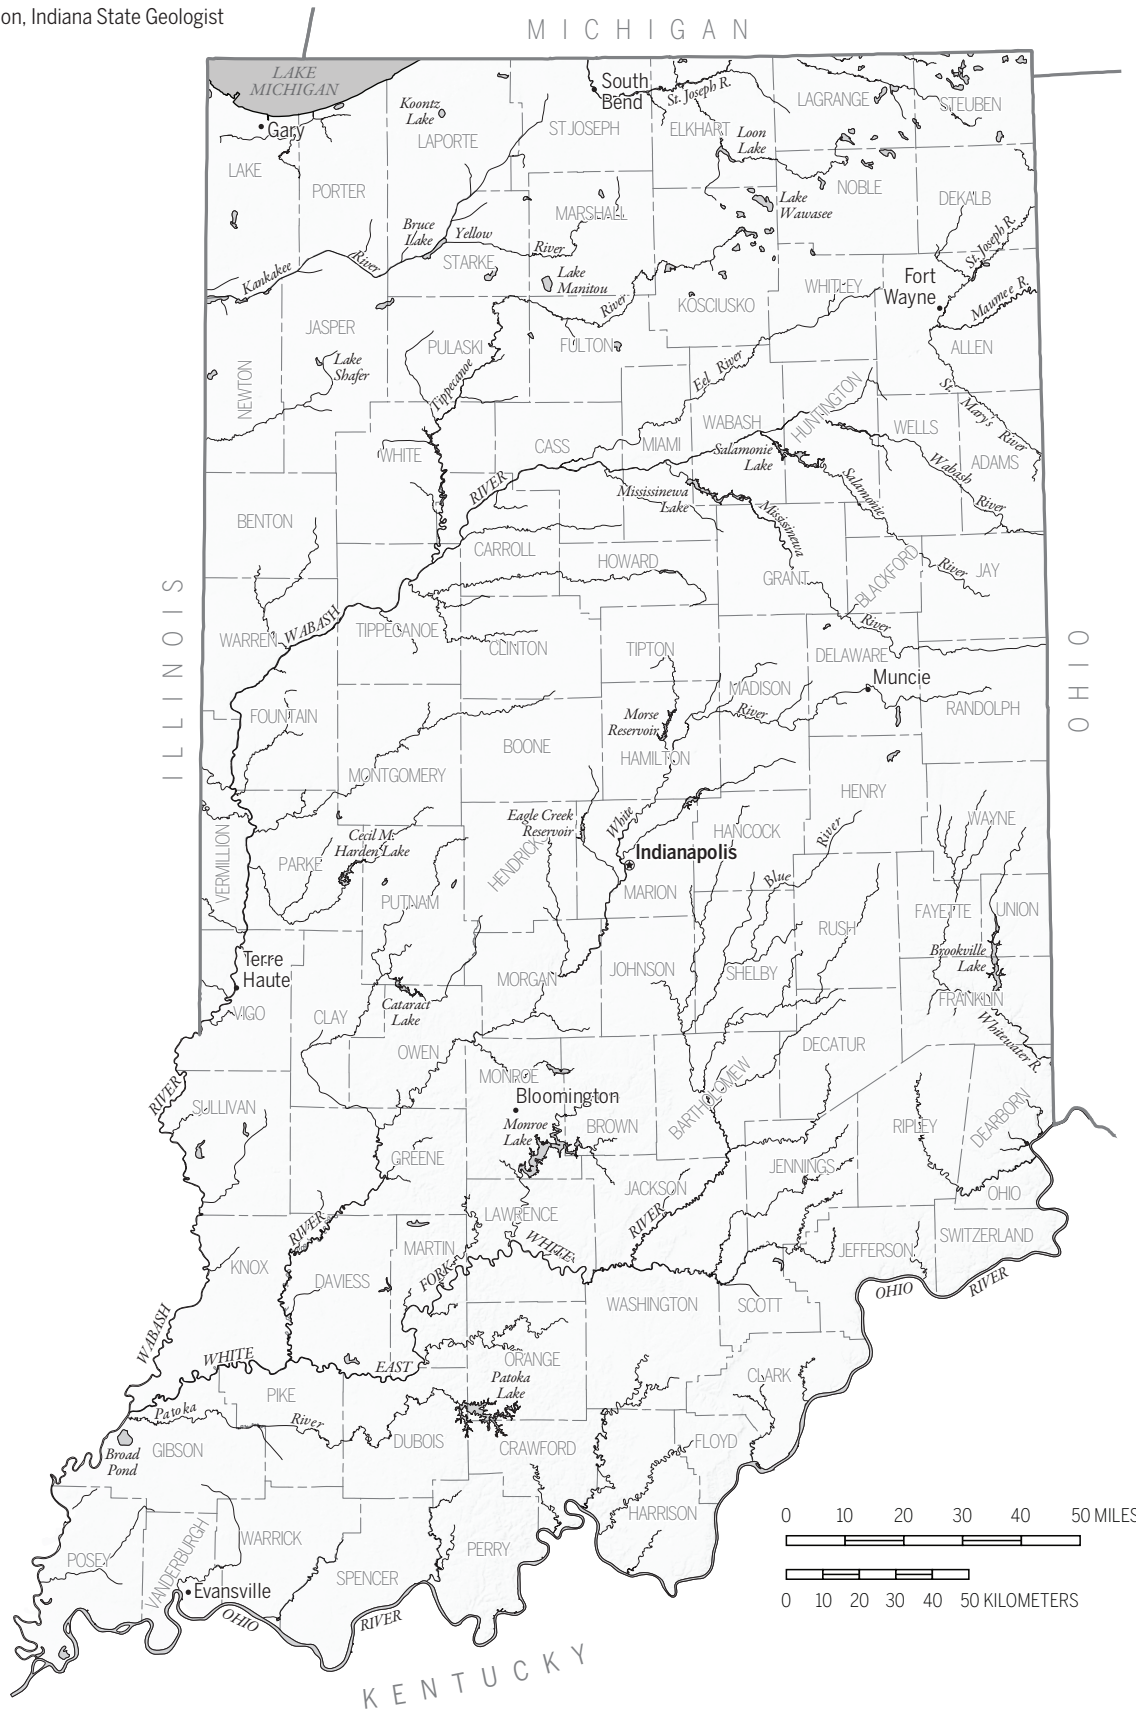 on, Indiana State Geologist
MICHIGAN
LAKE
MICHIGAN
South
Bend
St. Joseph R.
LAGRANGE
STEUBEN
Koontz
Lake
Gary
LAPORTE
ST JOSEPH
ELKHART
Loon
Lake
LAKE
PORTER
NOBLE
DEKALB
MARSHALL
Lake
Wawasee
Bruce
Lake
Yellow
River
St. Joseph R.
Kankakee
River
STARKE
Lake
Manitou
Fort
Wayne
WHITLEY
Maumee R.
River
KOSCIUSKO
JASPER
PULASKI
FULTON
ALLEN
Lake
Shafer
NEWTON
Tippecanoe
Eel River
St. Mary's River
HUNTINGTON
WABASH
WELLS
WHITE
CASS
MIAMI
Salamonie
Lake
ADAMS
Wabash
River
RIVER
Mississinewa
Lake
Salamonie
BENTON
Mississinewa
CARROLL
HOWARD
GRANT
BLACKFORD
River
JAY
ILLINOIS
WARREN
WABASH
TIPPECANOE
CLINTON
TIPTON
River
DELAWARE
OHIO
Muncie
MADISON
FOUNTAIN
Morse
Reservoir
River
RANDOLPH
BOONE
HAMILTON
MONTGOMERY
HENRY
Eagle Creek
Reservoir
White
HANCOCK
River
WAYNE
VERMILLION
Cecil M.
Harden Lake
PARKE
HENDRICKS
Indianapolis
MARION
Blue
PUTNAM
FAYETTE
UNION
RUSH
Terre
Haute
Brookville
Lake
MORGAN
JOHNSON
SHELBY
FRANKLIN
Cataract
Lake
VIGO
CLAY
Whitewater R.
OWEN
DECATUR
MONROE
RIVER
Bloomington
BARTHOLOMEW
SULLIVAN
Monroe
Lake
BROWN
RIPLEY
DEARBORN
GREENE
JENNINGS
JACKSON
OHIO
LAWRENCE
RIVER
RIVER
WHITE
SWITZERLAND
MARTIN
JEFFERSON
KNOX
DAVIESS
FORK
OHIO
RIVER
WASHINGTON
SCOTT
WABASH
WHITE
EAST
ORANGE
CLARK
PIKE
Patoka
Lake
Patoka
River
DUBOIS
CRAWFORD
FLOYD
GIBSON
Broad
Pond
HARRISON
0 10 20 30 40 50 MILES
WARRICK
VANDERBURGH
POSEY
PERRY
SPENCER
Evansville
0 10 20 30 40 50 KILOMETERS
OHIO
RIVER
KENTUCKY